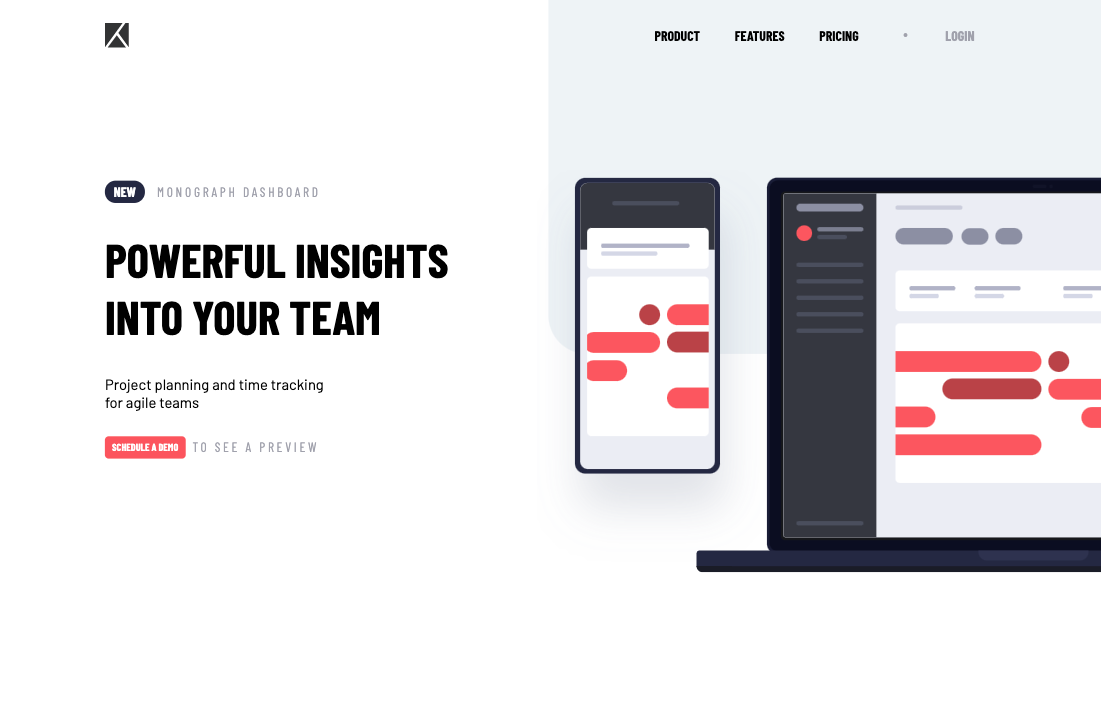 PRODUCT FEATURES PRICING • LOGIN
NEW MONOGRAPH DASHBOARD
POWERFUL INSIGHTS
INTO YOUR TEAM
Project planning and time tracking
for agile teams
SCHEDULE A DEMO TO SEE A PREVIEW